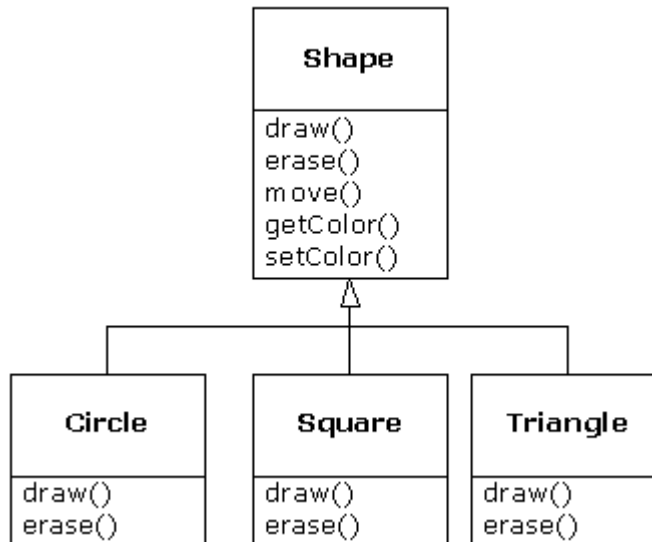 Shape
draw()
erase()
move()
getColor()
setColor()
Circle
draw()
erase()
Square
draw()
erase()
Triangle
draw()
erase()